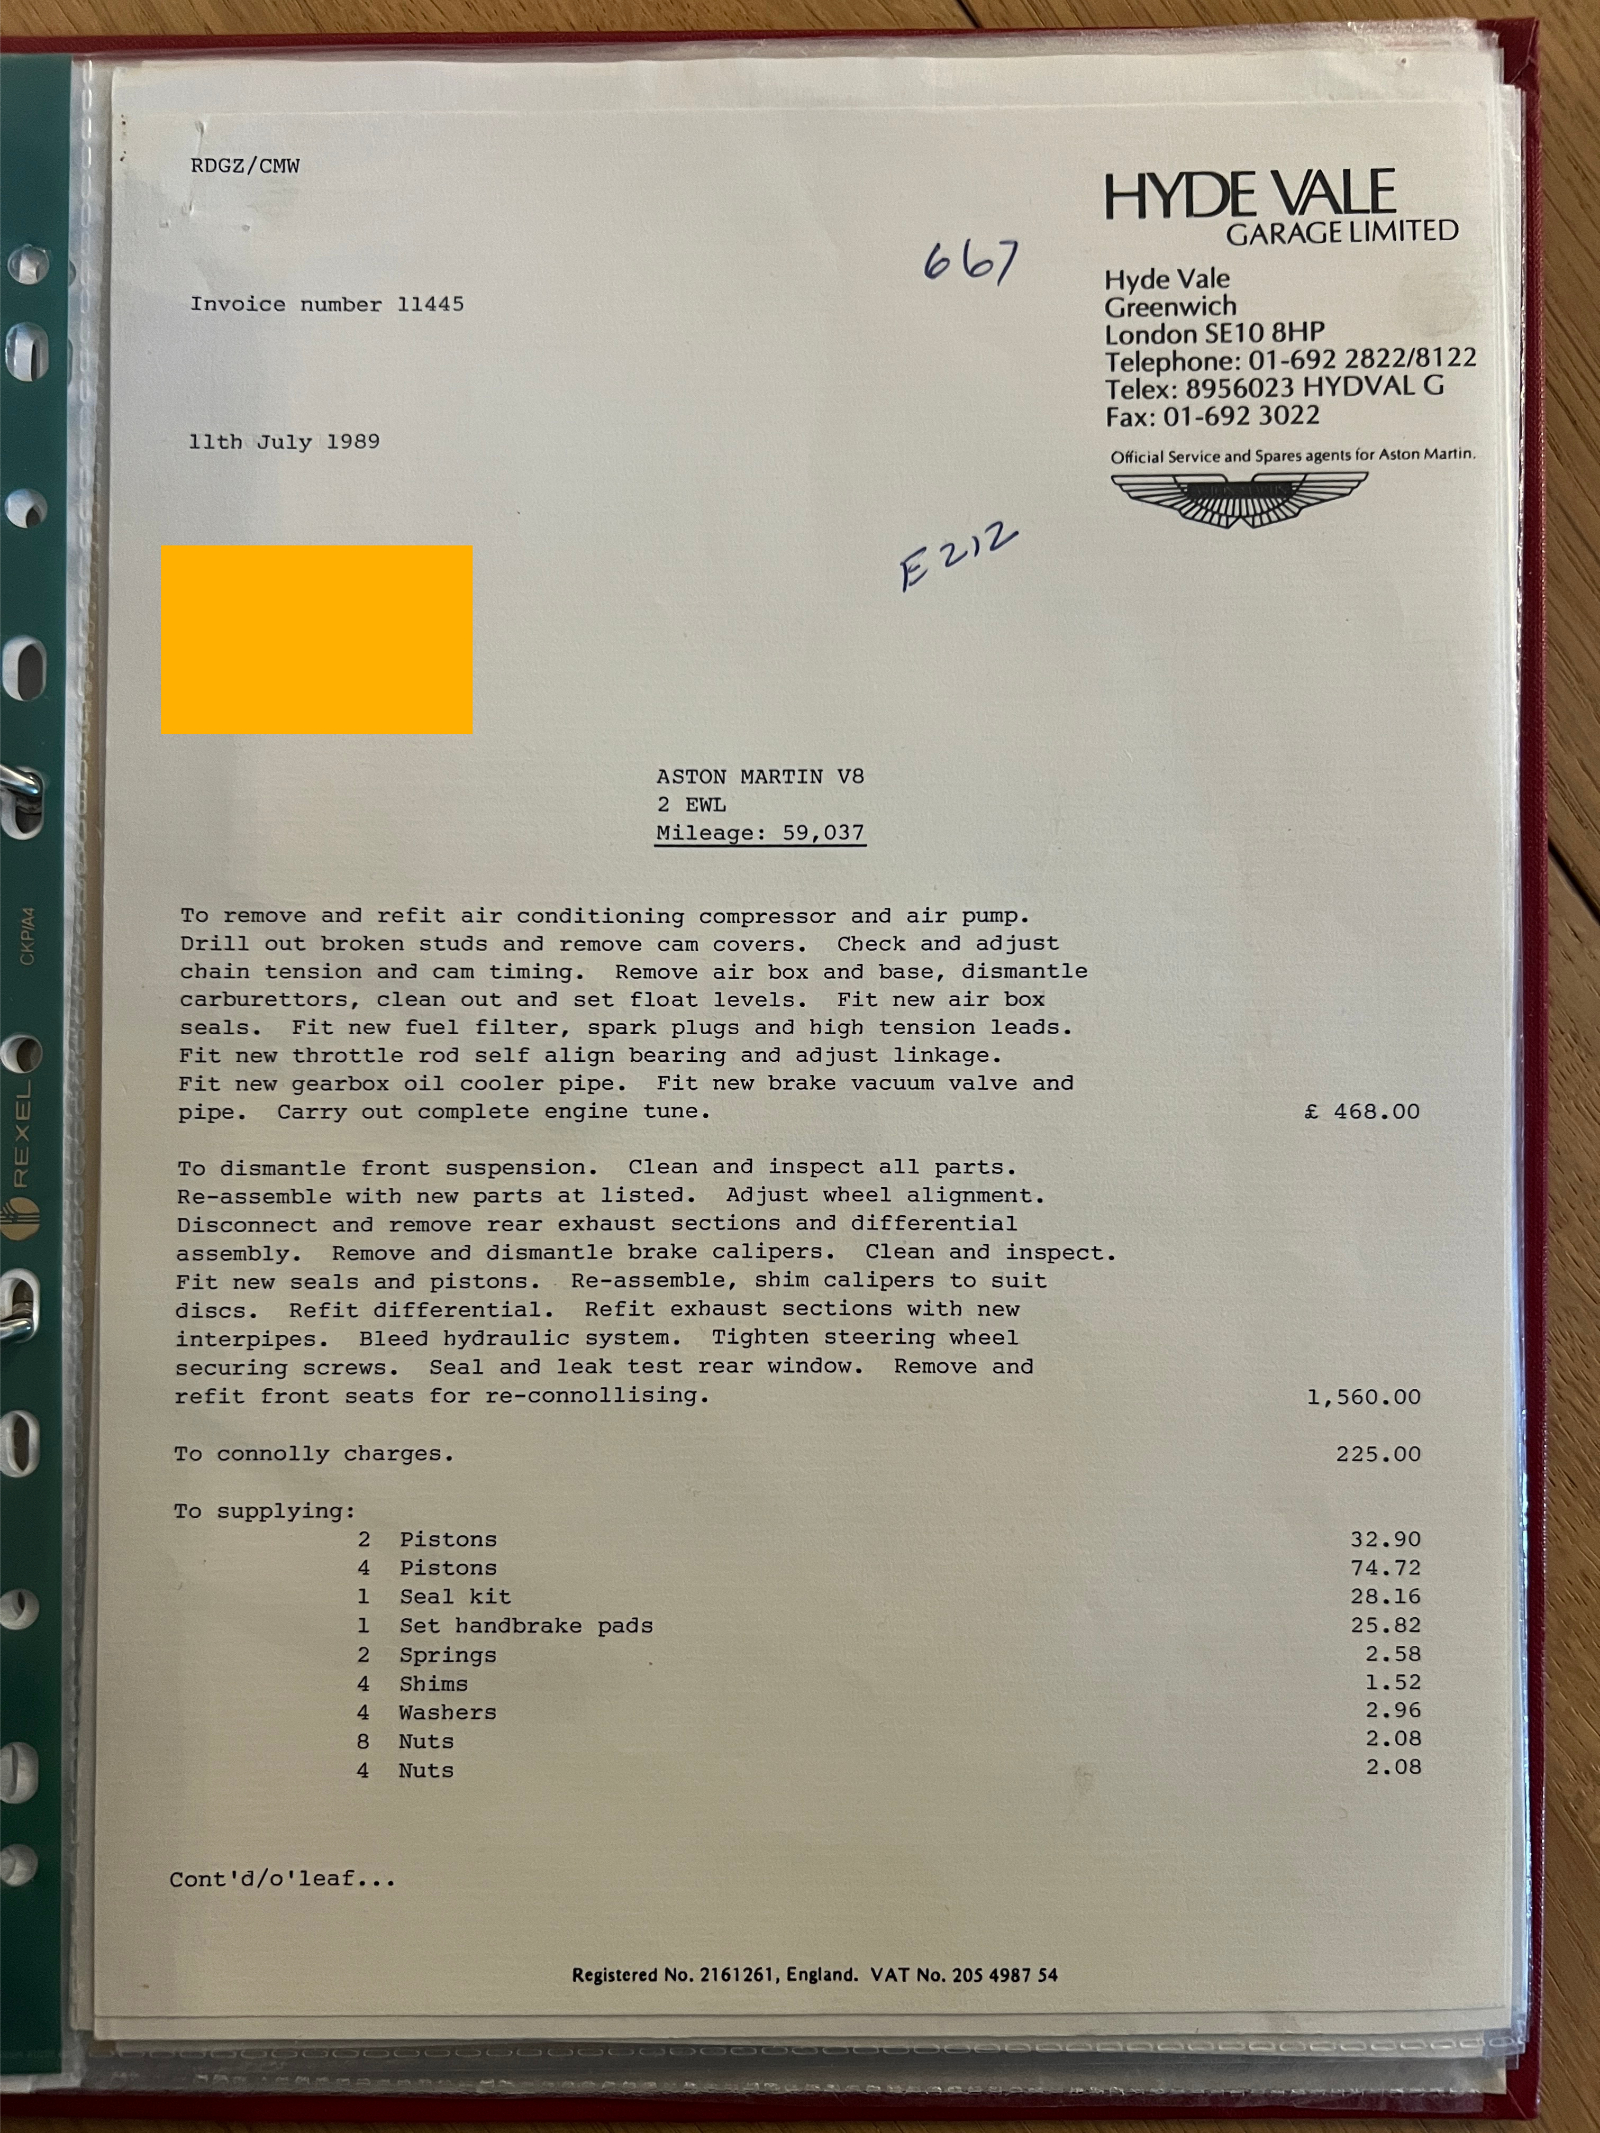 RDGZ/CMW
HYDE VALE
GARAGE LIMITED
667
Hyde Vale
Greenwich
London SE10 8HP
Telephone: 01-692 2822/8122
Telex: 8956023 HYDVAL G
Fax: 01-692 3022
Invoice number 11445
11th July 1989
Official Service and Spares agents for Aston Martin.
ASTON MARTIN
E212
ASTON MARTIN V8
2 EWL
Mileage: 59,037
To remove and refit air conditioning compressor and air pump.
Drill out broken studs and remove cam covers. Check and adjust
chain tension and cam timing. Remove air box and base, dismantle
carburettors, clean out and set float levels. Fit new air box
seals. Fit new fuel filter, spark plugs and high tension leads.
Fit new throttle rod self align bearing and adjust linkage.
Fit new gearbox oil cooler pipe. Fit new brake vacuum valve and
pipe. Carry out complete engine tune. £ 468.00
To dismantle front suspension. Clean and inspect all parts.
Re-assemble with new parts at listed. Adjust wheel alignment.
Disconnect and remove rear exhaust sections and differential
assembly. Remove and dismantle brake calipers. Clean and inspect.
Fit new seals and pistons. Re-assemble, shim calipers to suit
discs. Refit differential. Refit exhaust sections with new
interpipes. Bleed hydraulic system. Tighten steering wheel
securing screws. Seal and leak test rear window. Remove and
refit front seats for re-connollising. 1,560.00
To connolly charges. 225.00
To supplying:
2 Pistons 32.90
4 Pistons 74.72
1 Seal kit 28.16
1 Set handbrake pads 25.82
2 Springs 2.58
4 Shims 1.52
4 Washers 2.96
8 Nuts 2.08
4 Nuts 2.08
Cont'd/o'leaf...
Registered No. 2161261, England. VAT No. 205 4987 54
REXEL
CKP/A4